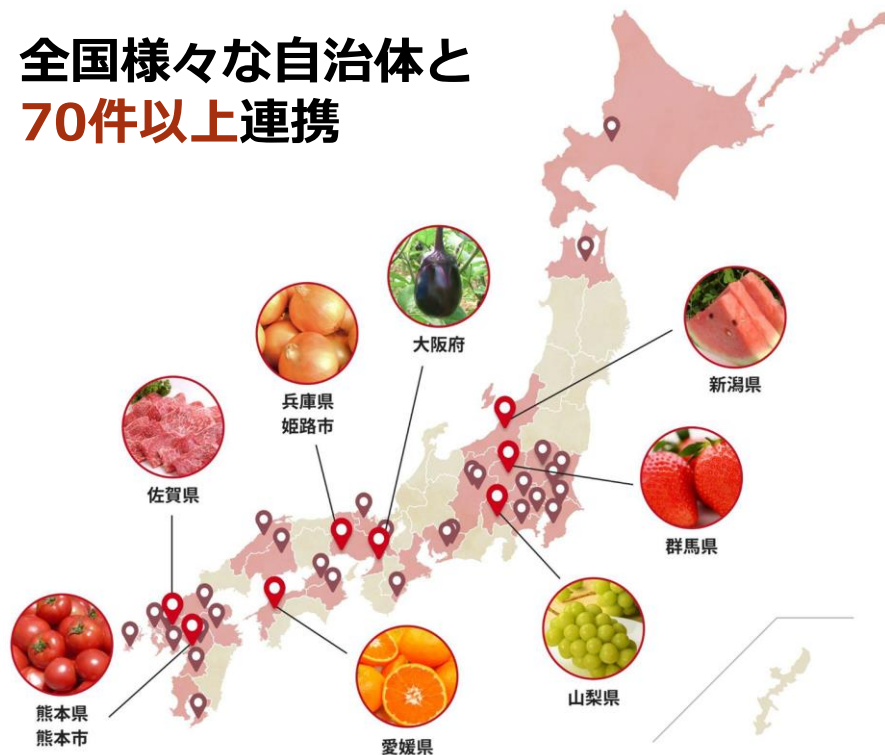 全国様々な自治体と
70件以上連携
大阪府
兵庫県
姫路市
新潟県
佐賀県
群馬県
山梨県
熊本県
熊本市
愛媛県